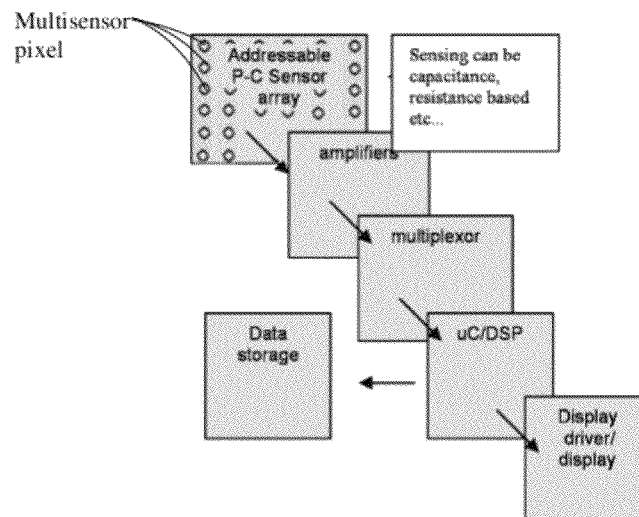 Multisensor
pixel
Addressable
P-C Sensor
array
Sensing can be
capacitance,
resistance based
etc...
amplifiers
multiplexor
uC/DSP
Data
storage
Display
driver/
display